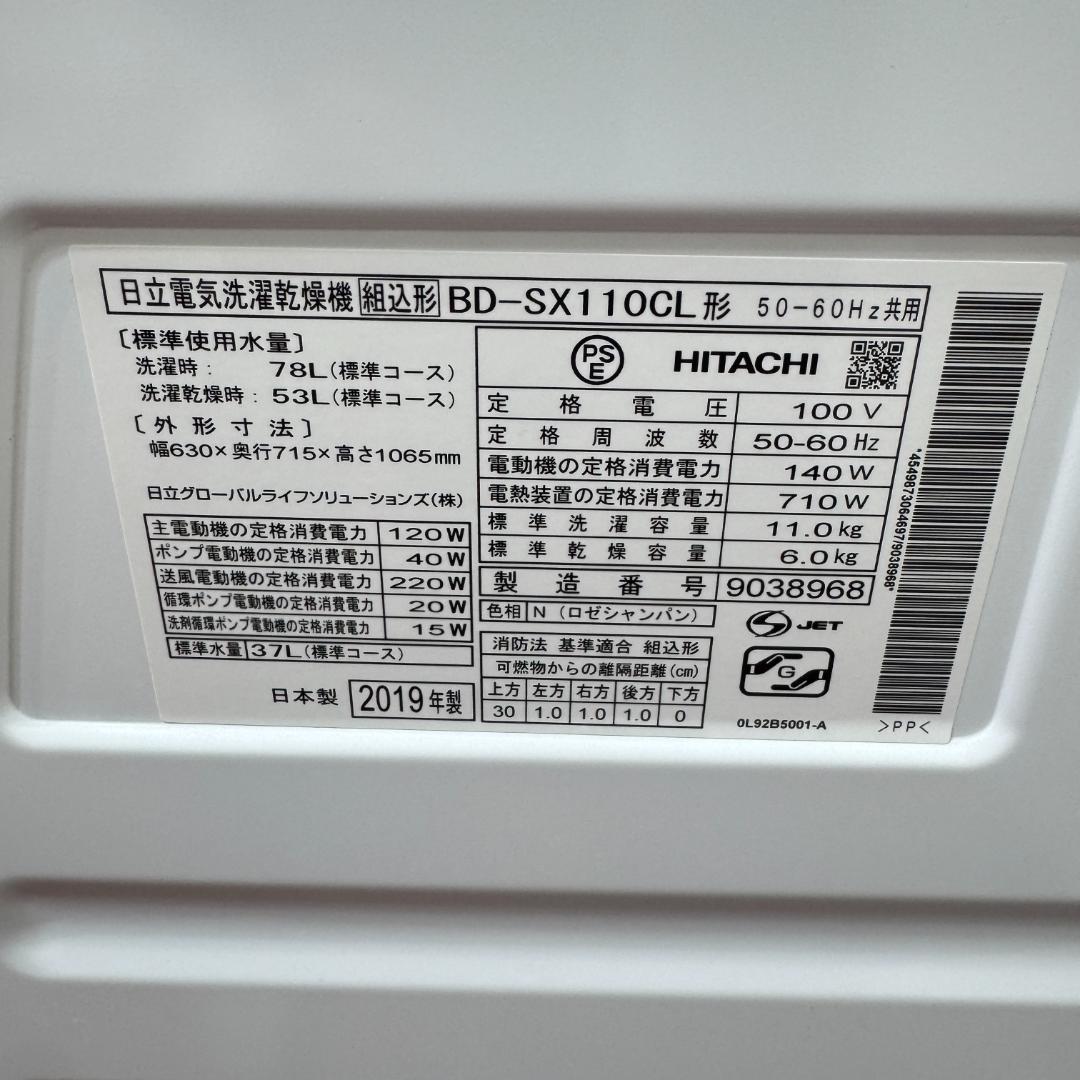 日立電気洗濯乾燥機 組込形 BD-SX110CL形 50-60Hz共用
〔標準使用水量〕
洗濯時: 78L(標準コース)
洗濯乾燥時: 53L(標準コース)
〔外形寸法〕
幅630×奥行715×高さ1065mm
日立グローバルライフソリューションズ(株)
主電動機の定格消費電力 120W
ポンプ電動機の定格消費電力 40W
送風電動機の定格消費電力 220W
循環ポンプ電動機の定格消費電力 20W
洗剤循環ポンプ電動機の定格消費電力 15W
標準水量 37L(標準コース)
日本製 2019年製
PS
E
HITACHI
定格電圧 100V
定格周波数 50-60Hz
電動機の定格消費電力 140W
電熱装置の定格消費電力 710W
標準洗濯容量 11.0kg
標準乾燥容量 6.0kg
製造番号 9038968
色相 N (ロゼシャンパン)
消防法 基準適合 組込形
可燃物からの離隔距離(cm)
上方 左方 右方 後方 下方
30 1.0 1.0 1.0 0
JET
G
0L92B5001-A
>PP<
*4549873064697/9038968*